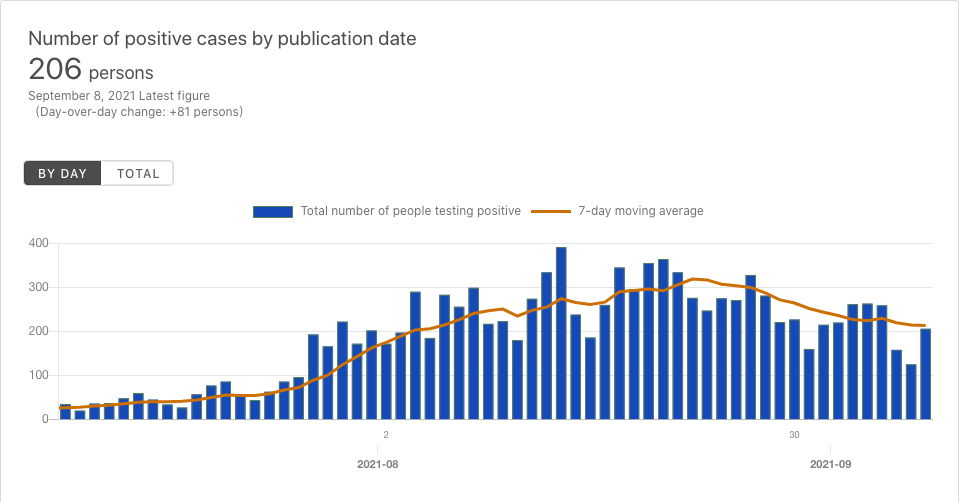 Number of positive cases by publication date
206 persons
September 8, 2021 Latest figure
(Day-over-day change: +81 persons)
BY DAY TOTAL
Total number of people testing positive 7-day moving average
400
300
200
100
0
2 30
2021-08 2021-09